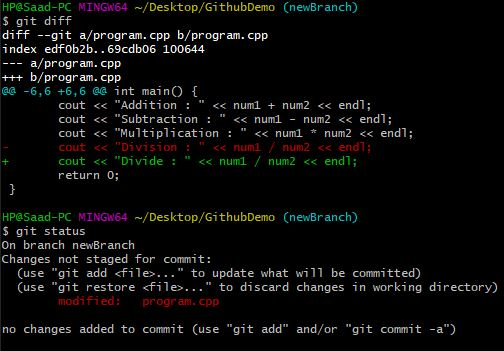 HP@Saad-PC MINGW64 ~/Desktop/GithubDemo (newBranch)
$ git diff
diff --git a/program.cpp b/program.cpp
index edf0b2b..69cdb06 100644
--- a/program.cpp
+++ b/program.cpp
@@ -6,6 +6,6 @@ int main() {
        cout << "Addition : " << num1 + num2 << endl;
        cout << "Subtraction : " << num1 - num2 << endl;
        cout << "Multiplication : " << num1 * num2 << endl;
-       cout << "Division : " << num1 / num2 << endl;
+       cout << "Divide : " << num1 / num2 << endl;
        return 0;
 }
HP@Saad-PC MINGW64 ~/Desktop/GithubDemo (newBranch)
$ git status
On branch newBranch
Changes not staged for commit:
  (use "git add <file>..." to update what will be committed)
  (use "git restore <file>..." to discard changes in working directory)
        modified:   program.cpp
no changes added to commit (use "git add" and/or "git commit -a")